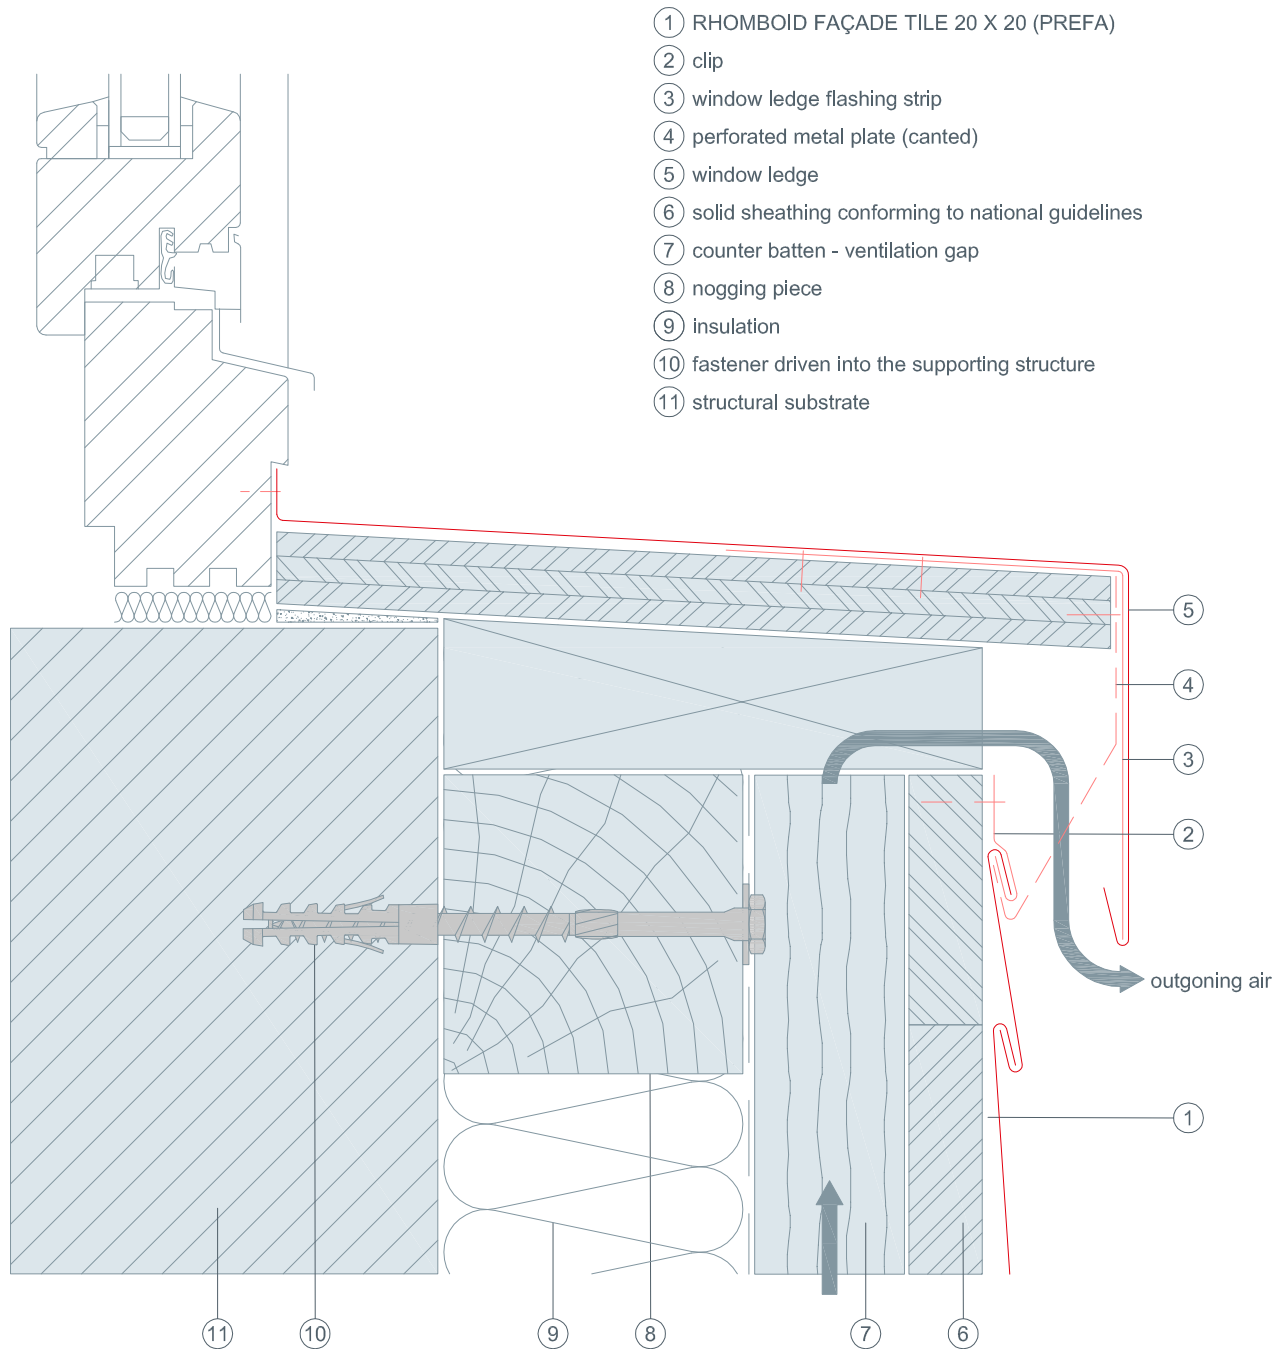 1 RHOMBOID FAÇADE TILE 20 X 20 (PREFA)
2 clip
3 window ledge flashing strip
4 perforated metal plate (canted)
5 window ledge
6 solid sheathing conforming to national guidelines
7 counter batten - ventilation gap
8 nogging piece
9 insulation
10 fastener driven into the supporting structure
11 structural substrate
5
4
3
2
outgoning air
1
11 10 9 8 7 6